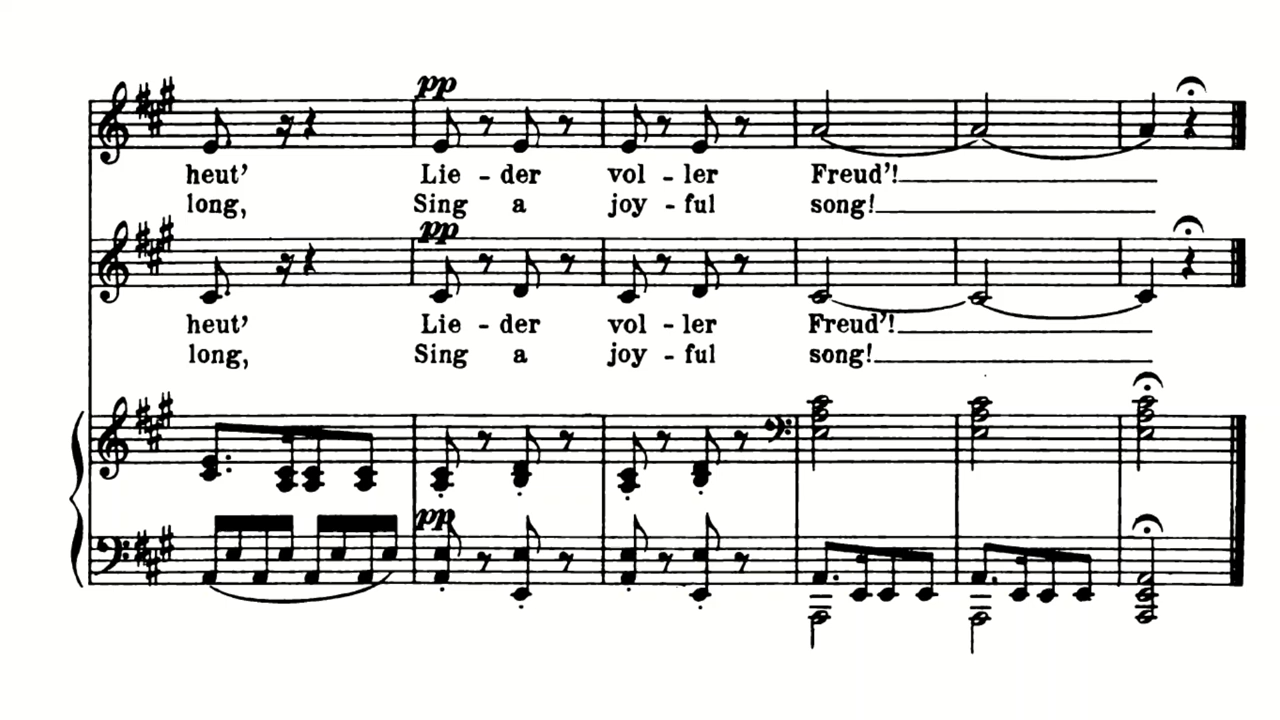 pp
heut’ Lie - der vol - ler Freud’!
long, Sing a joy - ful song!
pp
heut’ Lie - der vol - ler Freud’!
long, Sing a joy - ful song!
pp